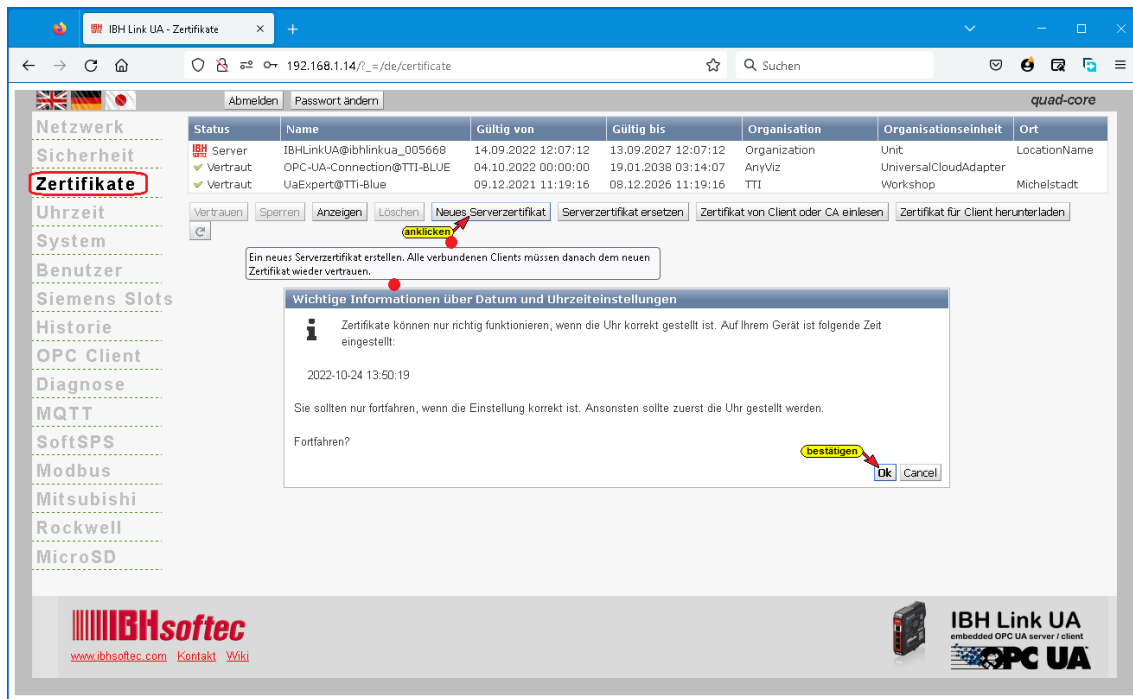 IBH Link UA - Zertifikate
192.168.1.14/?_=/de/certificate
Suchen
Abmelden Passwort ändern quad-core
Netzwerk
Sicherheit
Zertifikate
Uhrzeit
System
Benutzer
Siemens Slots
Historie
OPC Client
Diagnose
MQTT
SoftSPS
Modbus
Mitsubishi
Rockwell
MicroSD
Status Name Gültig von Gültig bis Organisation Organisationseinheit Ort
IBH softec Server IBHLinkUA@ibhlinkua_005668 14.09.2022 12:07:12 13.09.2027 12:07:12 Organization Unit LocationName
Vertraut OPC-UA-Connection@TTI-BLUE 04.10.2022 00:00:00 19.01.2038 03:14:07 AnyViz UniversalCloudAdapter
Vertraut UaExpert@TTi-Blue 09.12.2021 11:19:16 08.12.2026 11:19:16 TTI Workshop Michelstadt
Vertrauen Sperren Anzeigen Löschen Neues Serverzertifikat Serverzertifikat ersetzen Zertifikat von Client oder CA einlesen Zertifikat für Client herunterladen
anklicken
Ein neues Serverzertifikat erstellen. Alle verbundenen Clients müssen danach dem neuen
Zertifikat wieder vertrauen.
Wichtige Informationen über Datum und Uhrzeiteinstellungen
Zertifikate können nur richtig funktionieren, wenn die Uhr korrekt gestellt ist. Auf Ihrem Gerät ist folgende Zeit
eingestellt:
2022-10-24 13:50:19
Sie sollten nur fortfahren, wenn die Einstellung korrekt ist. Ansonsten sollte zuerst die Uhr gestellt werden.
Fortfahren?
bestätigen
Ok Cancel
IBHsoftec
www.ibhsoftec.com Kontakt Wiki
IBH Link UA
embedded OPC UA server / client
OPC UA